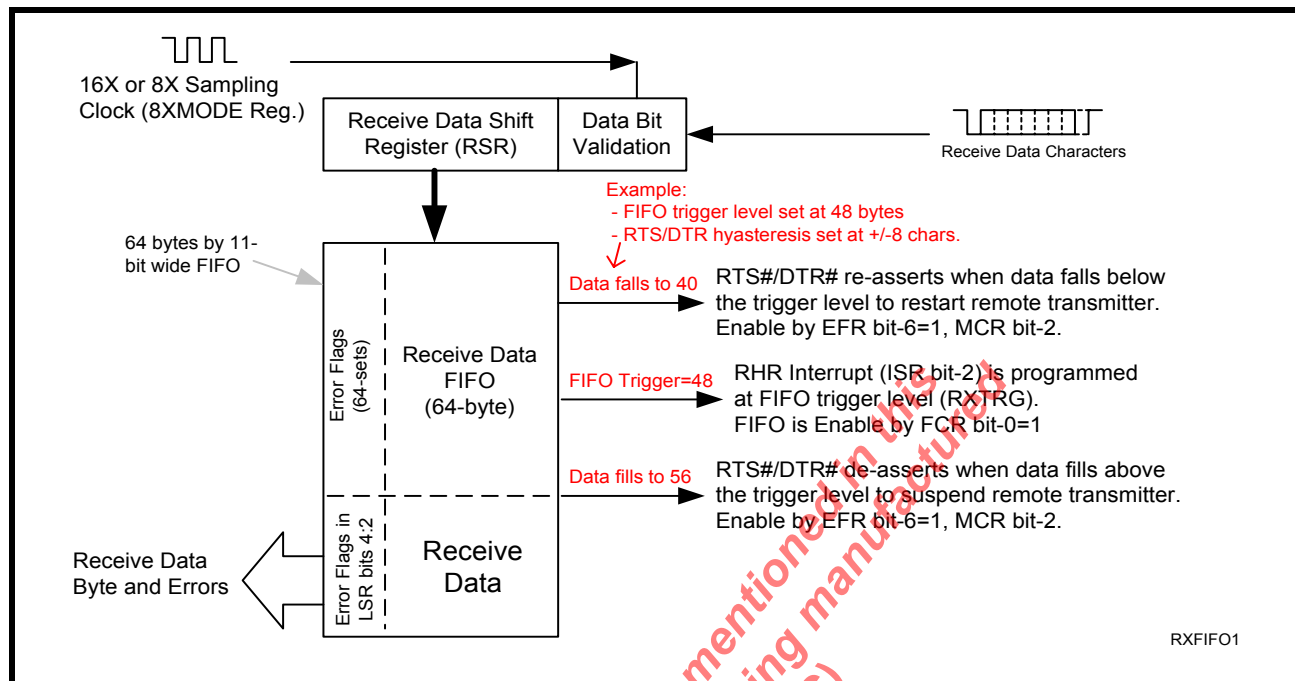 16X or 8X Sampling
Clock (8XMODE Reg.)
Receive Data Shift
Register (RSR)
Data Bit
Validation
Receive Data Characters
Example:
- FIFO trigger level set at 48 bytes
- RTS/DTR hyasteresis set at +/-8 chars.
64 bytes by 11-
bit wide FIFO
Data falls to 40
RTS#/DTR# re-asserts when data falls below
the trigger level to restart remote transmitter.
Enable by EFR bit-6=1, MCR bit-2.
Error Flags
(64-sets)
Receive Data
FIFO
(64-byte)
FIFO Trigger=48
RHR Interrupt (ISR bit-2) is programmed
at FIFO trigger level (RXTRG).
FIFO is Enable by FCR bit-0=1
Data fills to 56
RTS#/DTR# de-asserts when data fills above
the trigger level to suspend remote transmitter.
Enable by EFR bit-6=1, MCR bit-2.
Receive Data
Byte and Errors
Error Flags in
LSR bits 4:2
Receive
Data
mentioned in this
ing manufactured
RXFIFO1